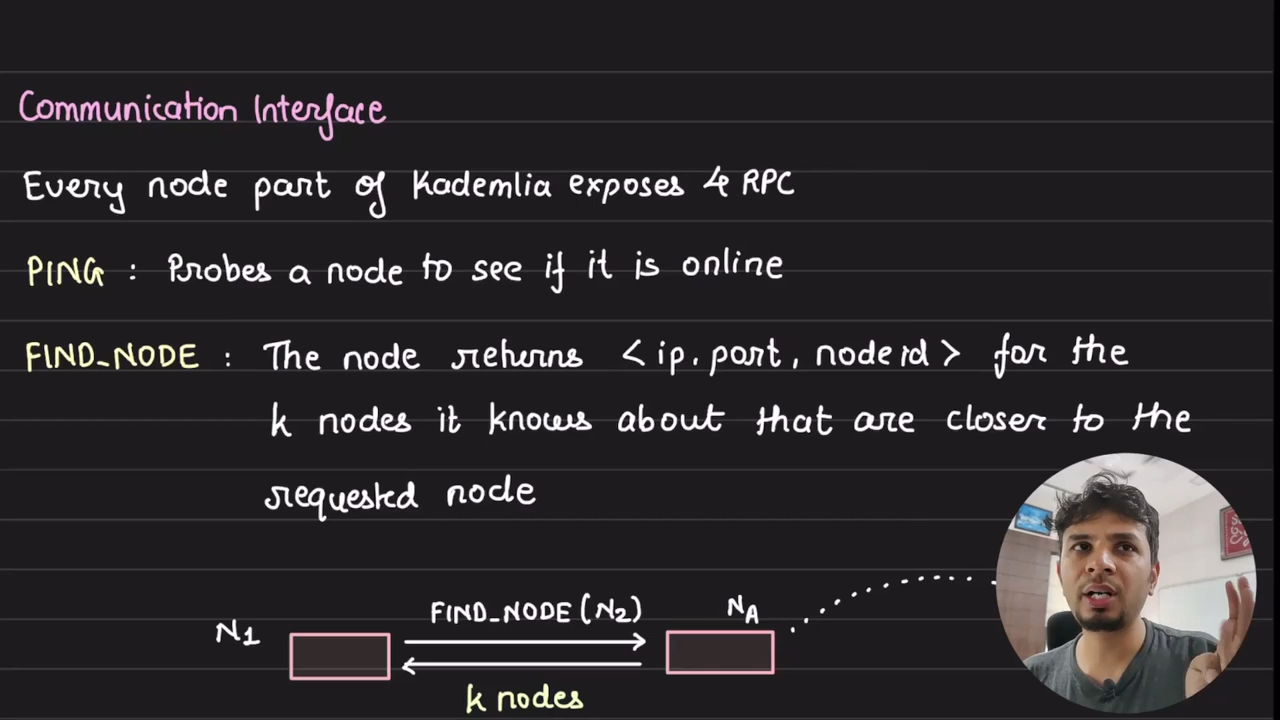 Communication Interface
Every node part of Kademlia exposes 4 RPC
PING : Probes a node to see if it is online
FIND_NODE : The node returns <ip, port, node id> for the
k nodes it knows about that are closer to the
requested node
N1 FIND_NODE (N2) NA
k nodes